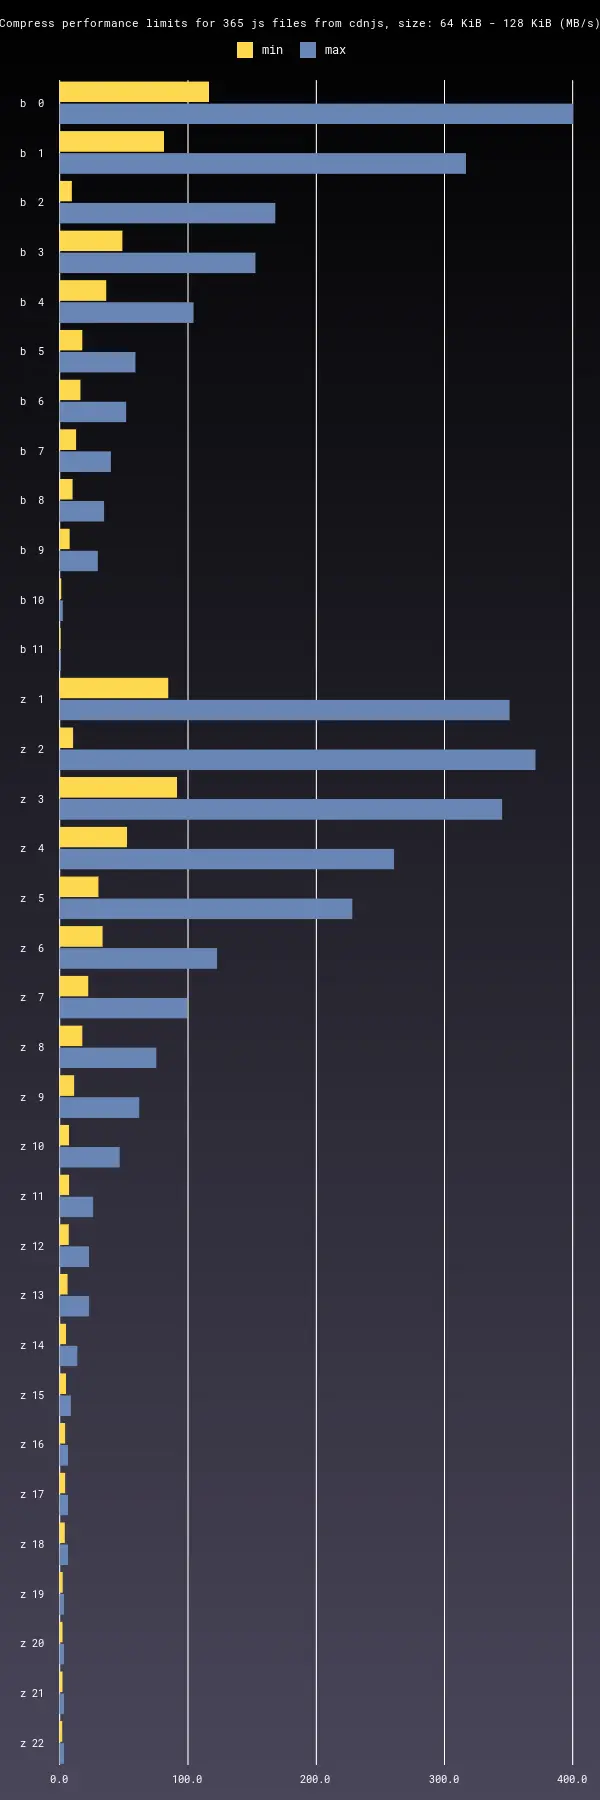 Compress performance limits for 365 js files from cdnjs, size: 64 KiB - 128 KiB (MB/s)
min max
b 0
b 1
b 2
b 3
b 4
b 5
b 6
b 7
b 8
b 9
b 10
b 11
z 1
z 2
z 3
z 4
z 5
z 6
z 7
z 8
z 9
z 10
z 11
z 12
z 13
z 14
z 15
z 16
z 17
z 18
z 19
z 20
z 21
z 22
0.0 100.0 200.0 300.0 400.0